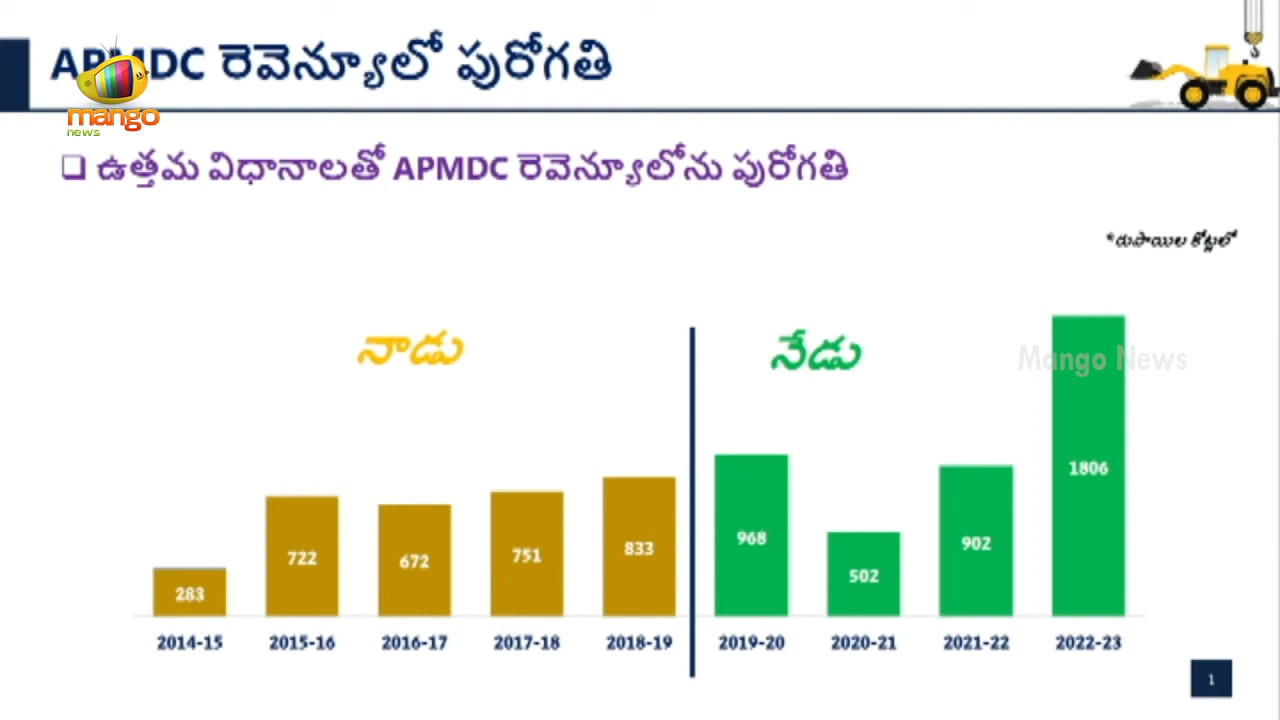 APMDC రెవెన్యూలో పురోగతి
mango
news
❑ ఉత్తమ విధానాలతో APMDC రెవెన్యూలోను పురోగతి
*రుపాయిల కోట్లలో
నాడు
నేడు
Mango News
283 722 672 751 833 968 502 902 1806
2014-15 2015-16 2016-17 2017-18 2018-19 2019-20 2020-21 2021-22 2022-23
1